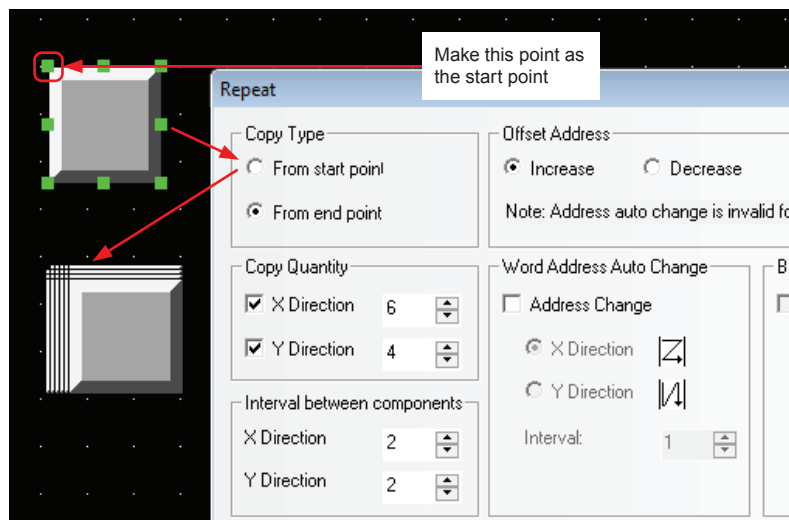 Make this point as
the start point
Repeat
Copy Type
From start point
From end point
Offset Address
Increase
Decrease
Note: Address auto change is invalid fo
Copy Quantity
X Direction
6
Y Direction
4
Word Address Auto Change
Address Change
X Direction
Y Direction
Interval:
1
B
Interval between components
X Direction
2
Y Direction
2